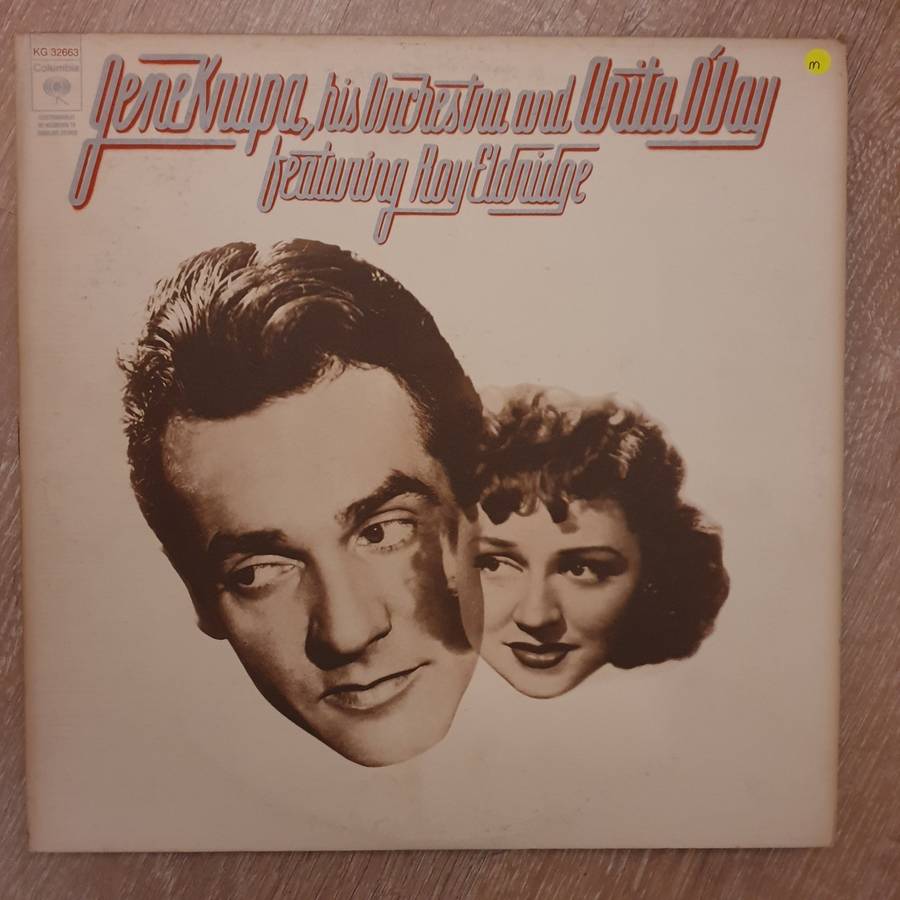 KG 32663
Columbia
Gene Krupa, his Orchestra and Anita O'Day
featuring Roy Eldridge
m